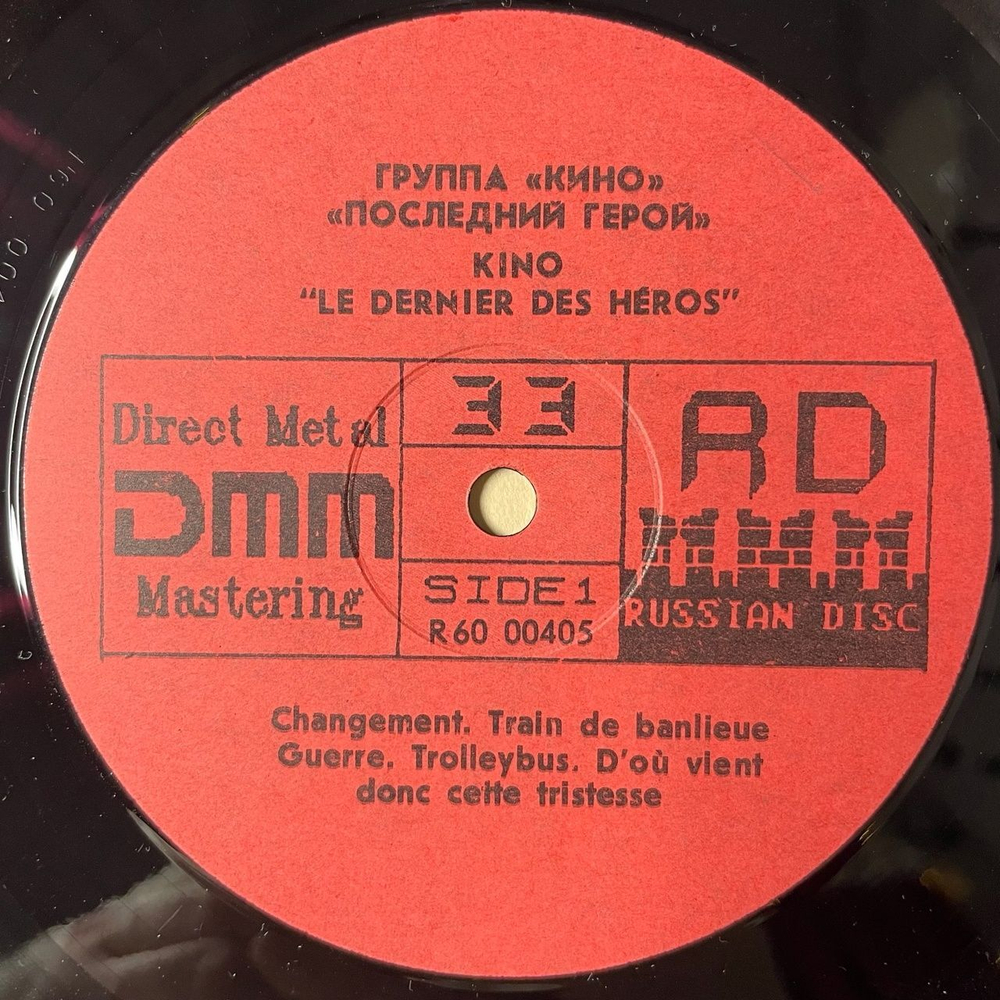 ГРУППА «КИНО»
«ПОСЛЕДНИЙ ГЕРОЙ»
KINO
“LE DERNIER DES HÉROS”
Direct Metal
DMM
Mastering
33
SIDE 1
R60 00405
RD
RUSSIAN DISC
Changement. Train de banlieue
Guerre. Trolleybus. D’où vient
donc cette tristesse